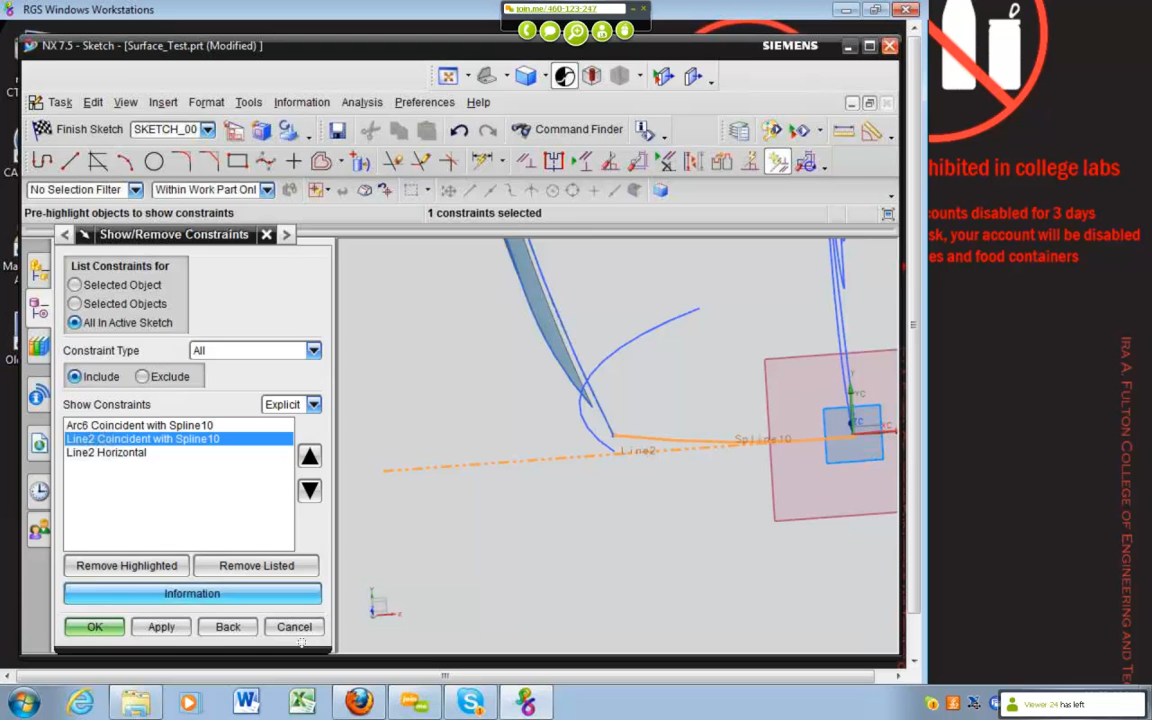 RGS Windows Workstations
join.me/460-123-247
NX 7.5 - Sketch - [Surface_Test.prt (Modified) ]
SIEMENS
Task Edit View Insert Format Tools Information Analysis Preferences Help
Finish Sketch SKETCH_00 Command Finder
No Selection Filter Within Work Part Onl
Pre-highlight objects to show constraints 1 constraints selected
Show/Remove Constraints
List Constraints for
Selected Object
Selected Objects
All In Active Sketch
Constraint Type All
Include Exclude
Show Constraints Explicit
Arc6 Coincident with Spline10
Line2 Coincident with Spline10
Line2 Horizontal
Remove Highlighted Remove Listed
Information
OK Apply Back Cancel
Line2
Spline10
Y
YC
XC
hibited in college labs
ounts disabled for 3 days
sk, your account will be disabled
es and food containers
IRA A. FULTON COLLEGE OF ENGINEERING AND TE
Viewer 24 has left